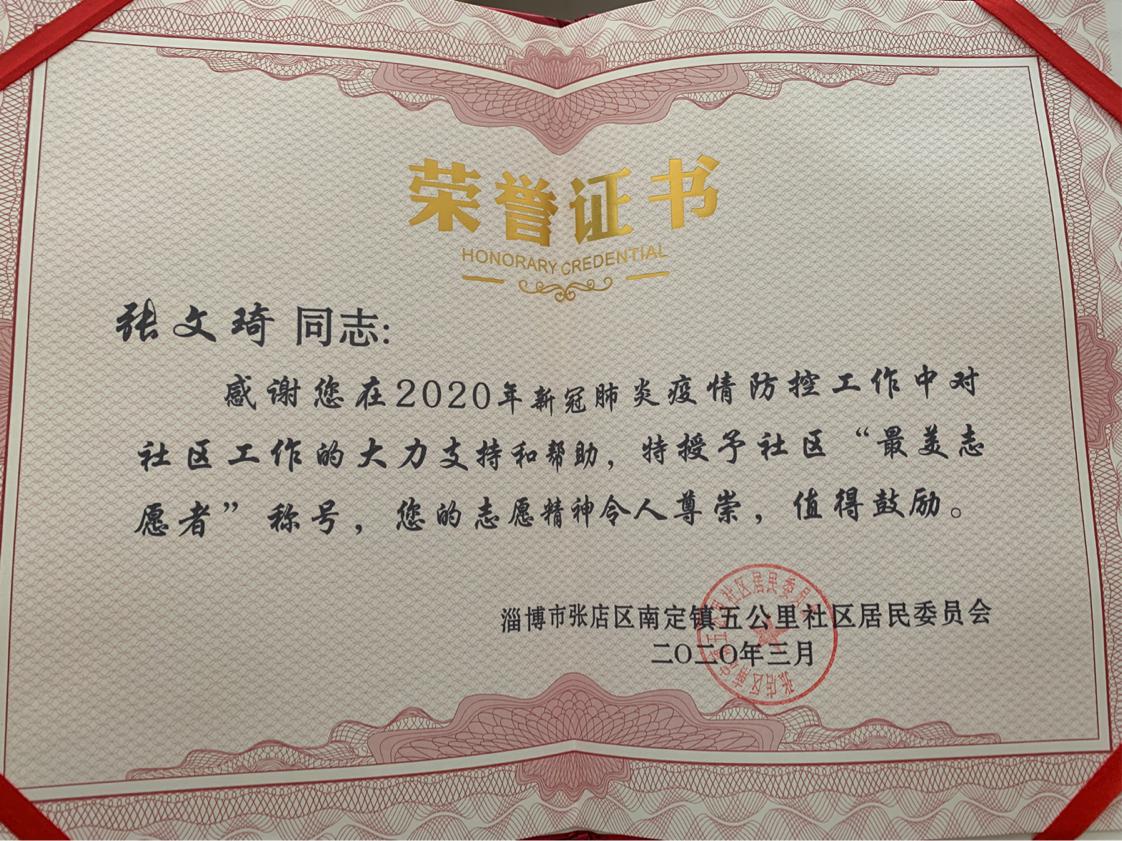 荣誉证书
HONORARY CREDENTIAL
张文琦 同志:
感谢您在2020年新冠肺炎疫情防控工作中对
社区工作的大力支持和帮助，特授予社区“最美志
愿者”称号，您的志愿精神令人尊崇，值得鼓励。
淄博市张店区南定镇五公里社区居民委员会
二〇二〇年三月